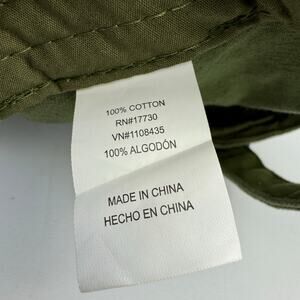 100% COTTON
RN#17730
VN#1108435
100% ALGODÓN
MADE IN CHINA
HECHO EN CHINA